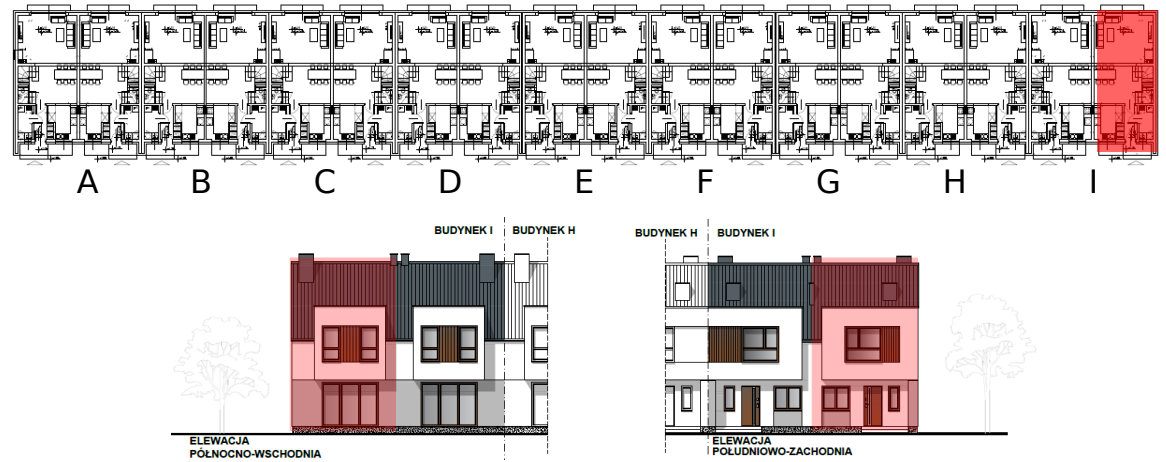 A B C D E F G H I
BUDYNEK I BUDYNEK H
BUDYNEK H BUDYNEK I
ELEWACJA
PÓŁNOCNO-WSCHODNIA
ELEWACJA
POŁUDNIOWO-ZACHODNIA